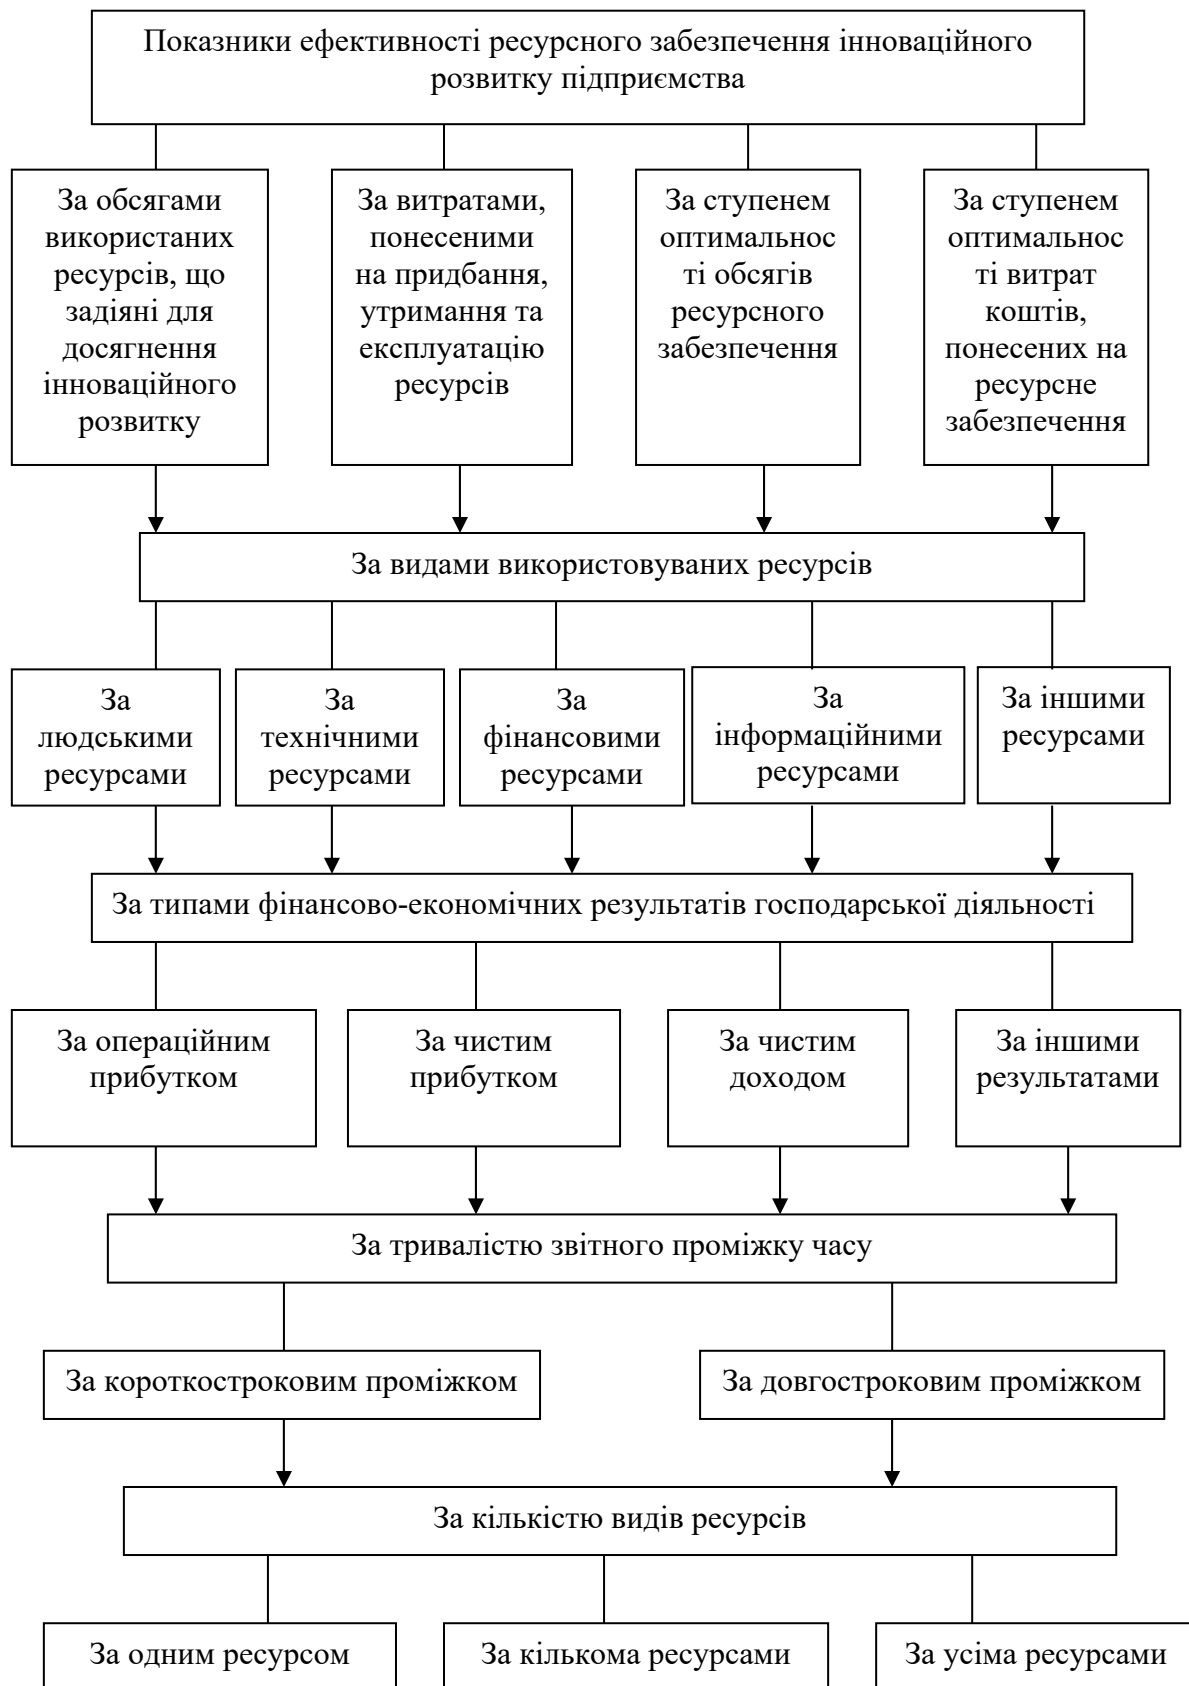 Показники ефективності ресурсного забезпечення інноваційного
розвитку підприємства
За обсягами
використаних
ресурсів, що
задіяні для
досягнення
інноваційного
розвитку
За витратами,
понесеними
на придбання,
утримання та
експлуатацію
ресурсів
За ступенем
оптимальнос
ті обсягів
ресурсного
забезпечення
За ступенем
оптимальнос
ті витрат
коштів,
понесених на
ресурсне
забезпечення
За видами використовуваних ресурсів
За
людськими
ресурсами
За
технічними
ресурсами
За
фінансовими
ресурсами
За
інформаційними
ресурсами
За іншими
ресурсами
За типами фінансово-економічних результатів господарської діяльності
За операційним
прибутком
За чистим
прибутком
За чистим
доходом
За іншими
результатами
За тривалістю звітного проміжку часу
За короткостроковим проміжком
За довгостроковим проміжком
За кількістю видів ресурсів
За одним ресурсом
За кількома ресурсами
За усіма ресурсами